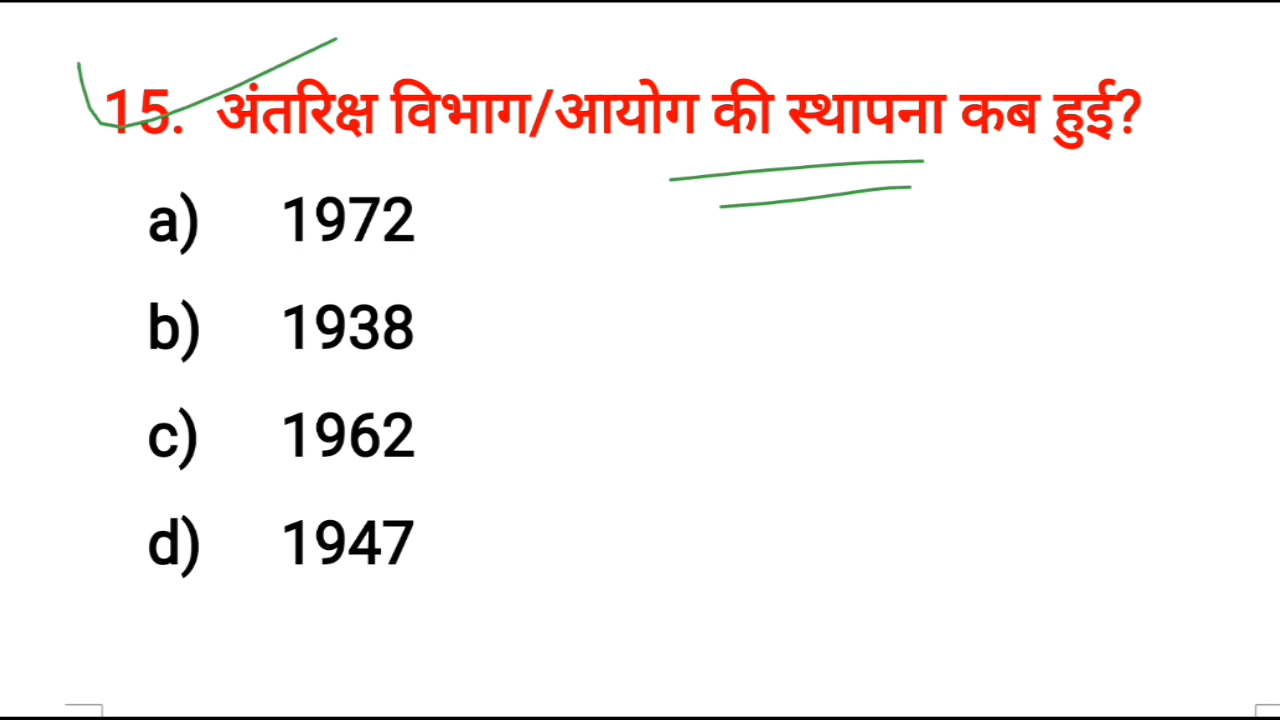 15. अंतरिक्ष विभाग/आयोग की स्थापना कब हुई?
a) 1972
b) 1938
c) 1962
d) 1947